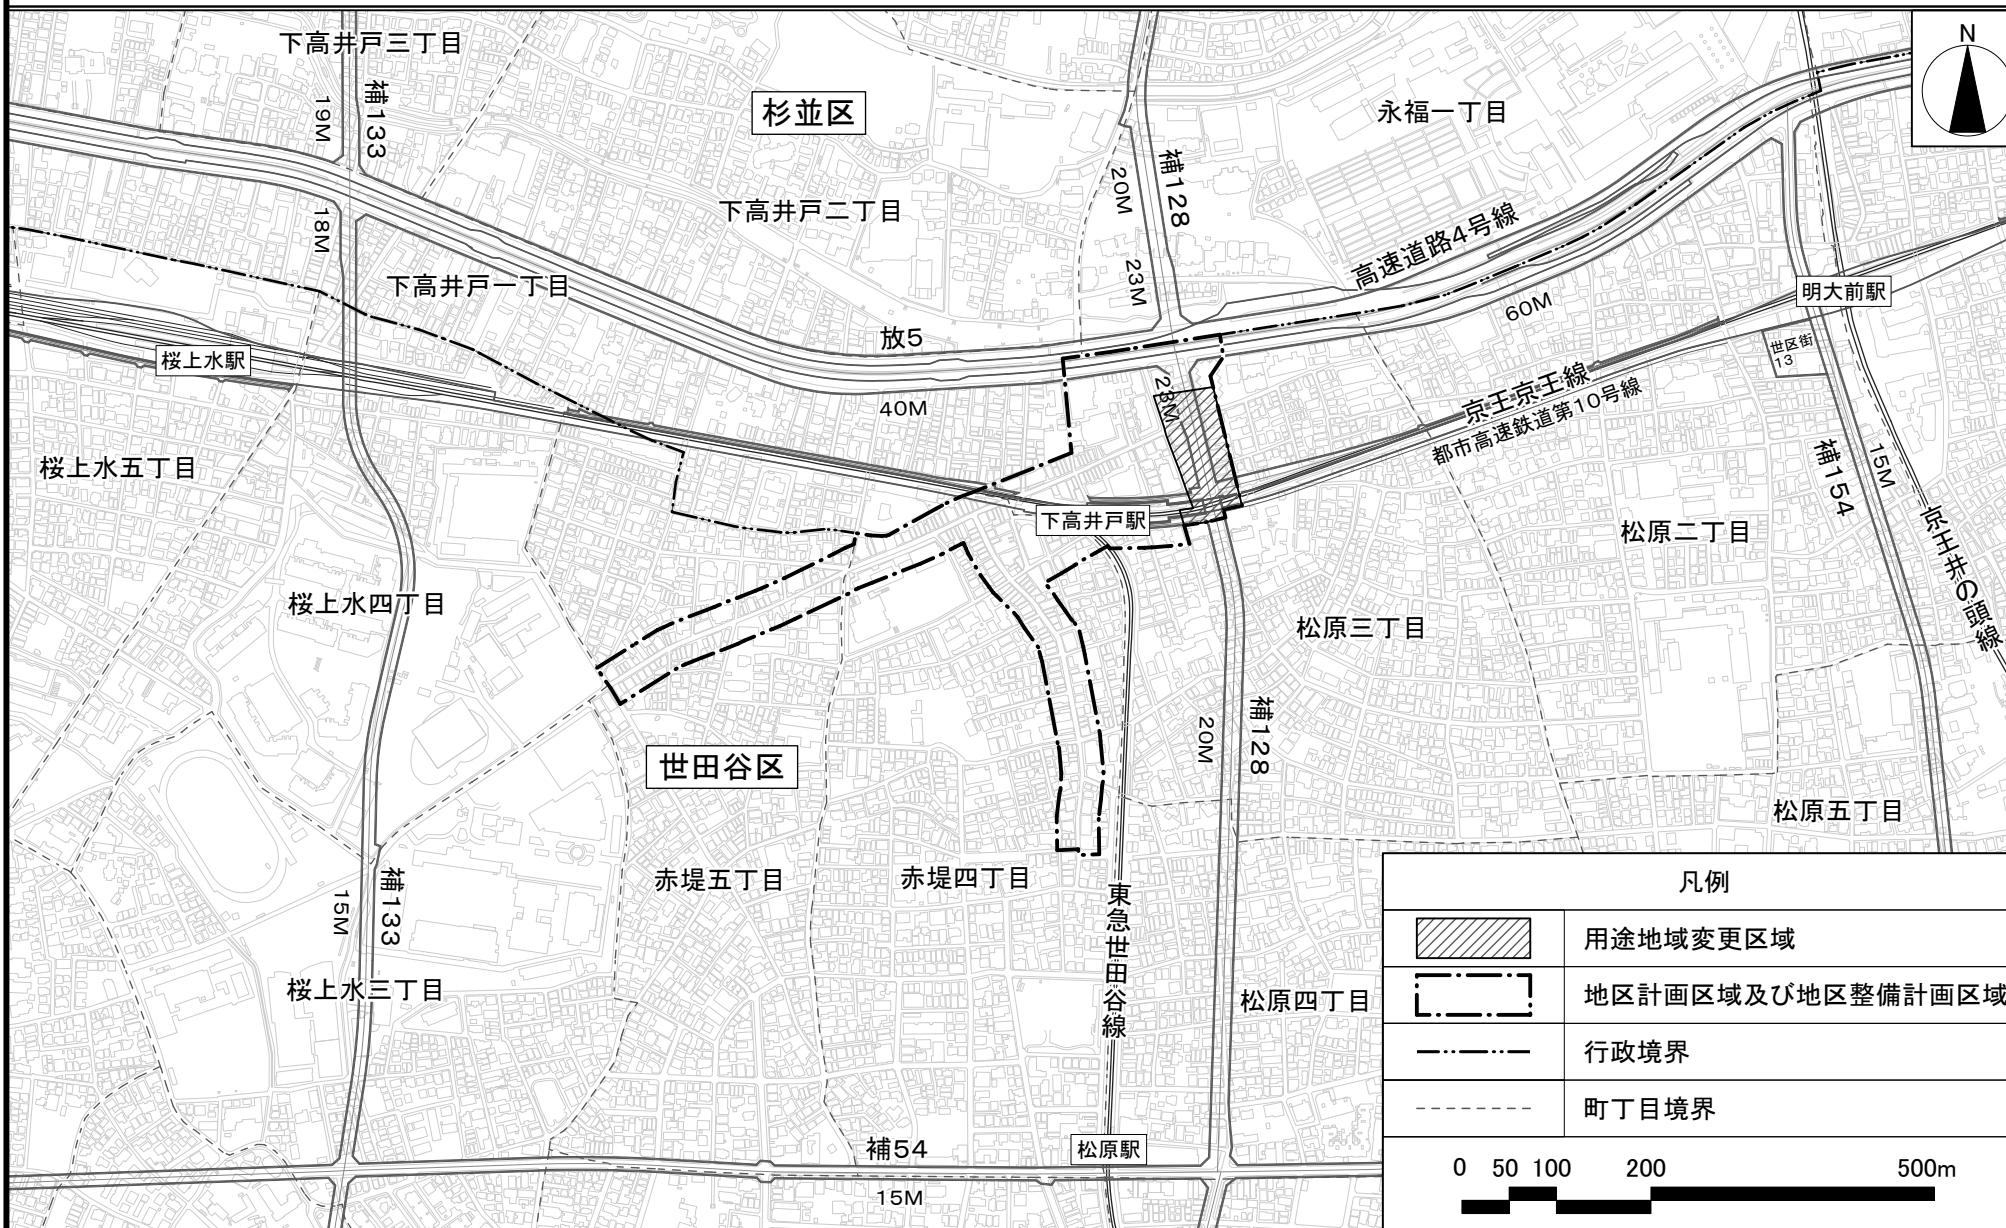 下高井戸三丁目
N
補133
19M
杉並区
永福一丁目
補128
20M
下高井戸二丁目
18M
高速道路4号線
23M
下高井戸一丁目
明大前駅
60M
放5
世区街
13
桜上水駅
京王京王線
23M
40M
都市高速鉄道第10号線
補154
15M
桜上水五丁目
下高井戸駅
松原二丁目
京王井の頭線
桜上水四丁目
松原三丁目
補128
20M
世田谷区
松原五丁目
赤堤五丁目
赤堤四丁目
補133
15M
東急世田谷線
桜上水三丁目
松原四丁目
凡例
用途地域変更区域
地区計画区域及び地区整備計画区域
行政境界
町丁目境界
補54
松原駅
15M
0 50 100 200 500m